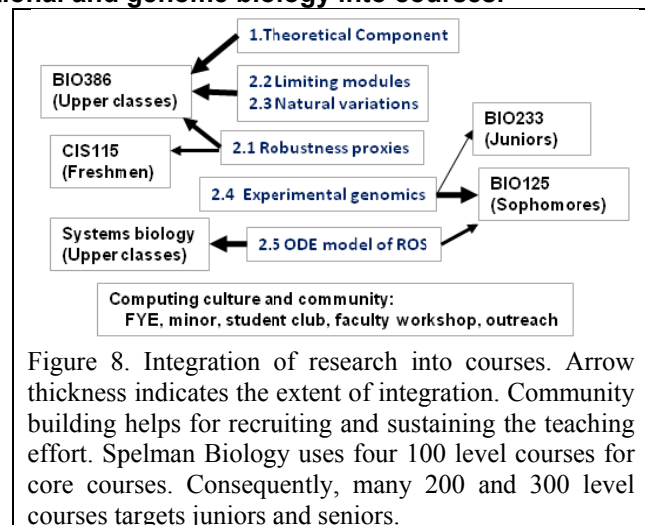 ional and genomic biology into courses.
1.Theoretical Component
BIO386
(Upper classes)
2.2 Limiting modules
2.3 Natural variations
BIO233
(Juniors)
CIS115
(Freshmen)
2.1 Robustness proxies
2.4 Experimental genomics
BIO125
(Sophomores)
Systems biology
(Upperclasses)
2.5 ODE model of ROS
Computing culture and community:
FYE, minor, student club, faculty workshop, outreach
Figure 8. Integration of research into courses. Arrow
thickness indicates the extent of integration. Community
building helps for recruiting and sustaining the teaching
effort. Spelman Biology uses four 100 level courses for
core courses. Consequently, many 200 and 300 level
courses targets juniors and seniors.